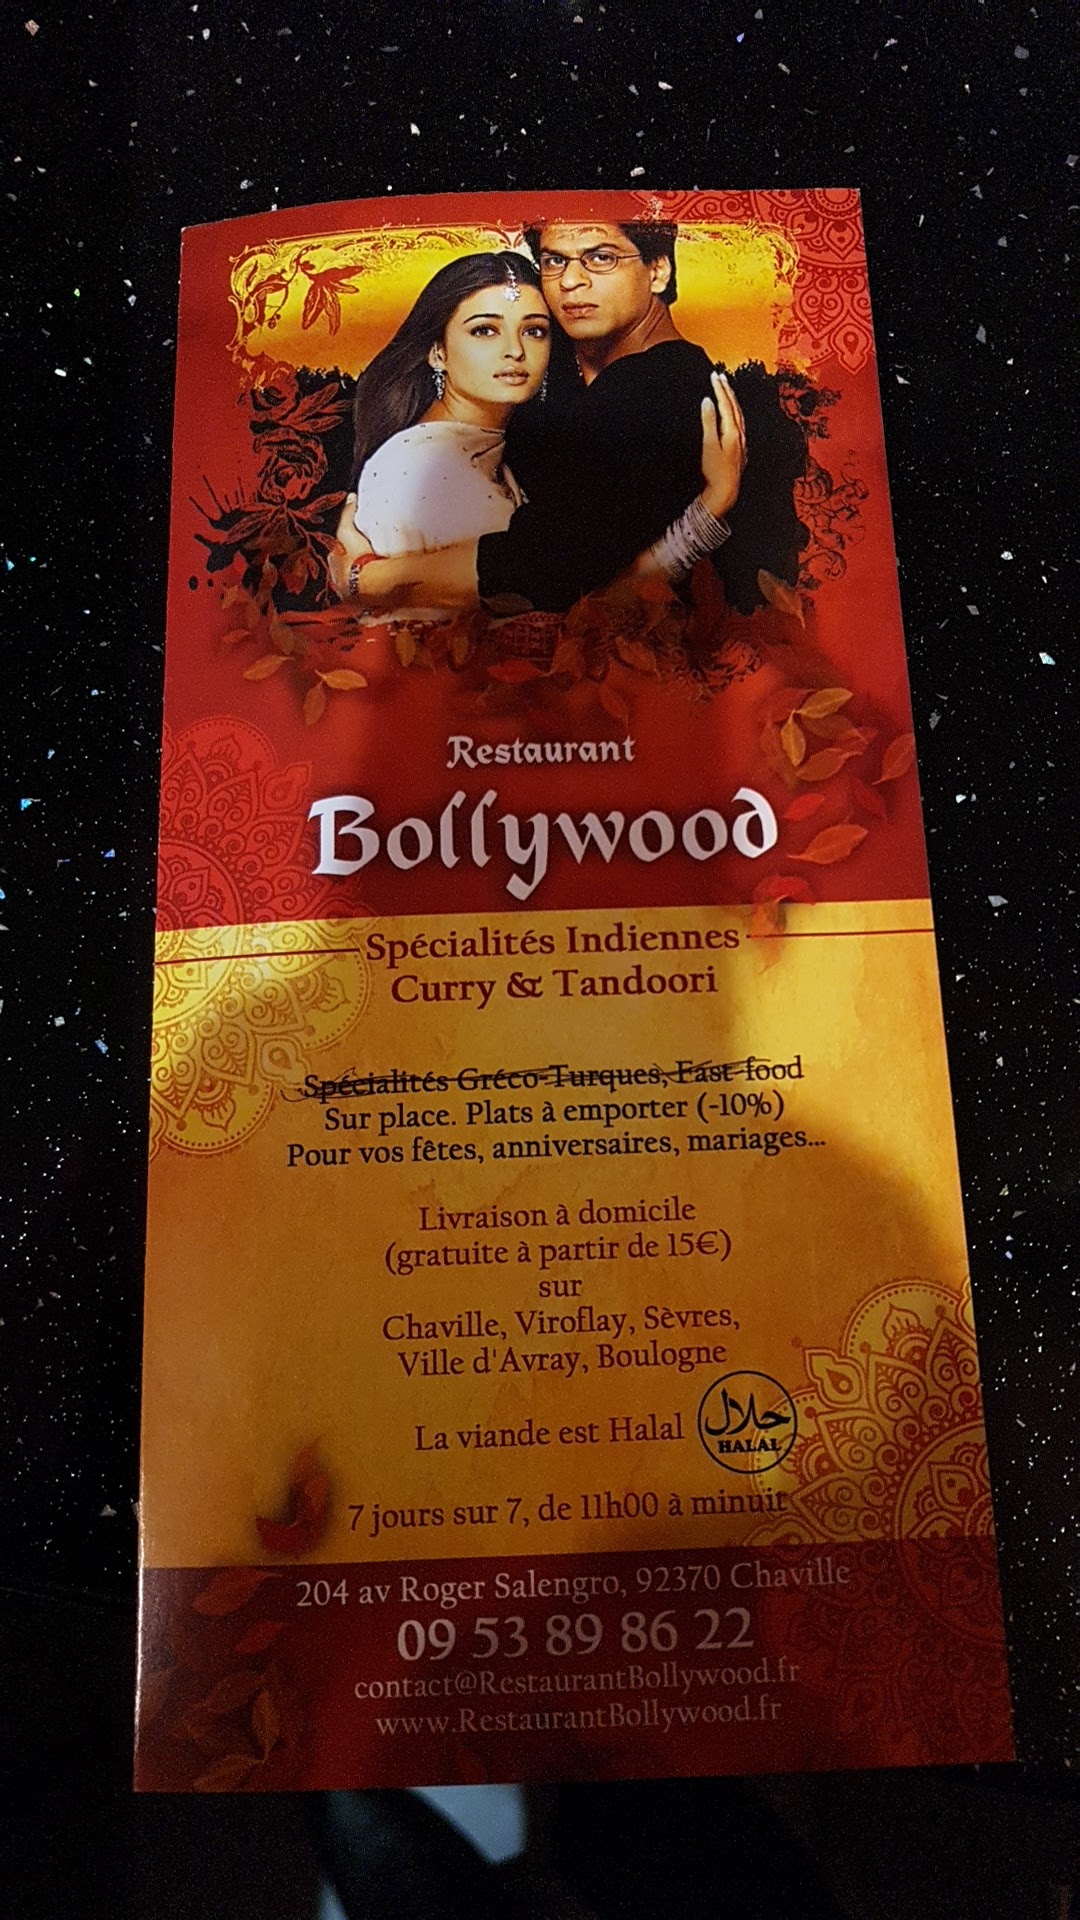 Restaurant
Bollywood
Spécialités Indiennes
Curry & Tandoori
Spécialités Gréco-Turques, Fast-food
Sur place. Plats à emporter (-10%)
Pour vos fêtes, anniversaires, mariages...
Livraison à domicile
(gratuite à partir de 15€)
sur
Chaville, Viroflay, Sèvres,
Ville d'Avray, Boulogne
La viande est Halal
حلال
HALAL
7 jours sur 7, de 11h00 à minuit
204 av Roger Salengro, 92370 Chaville
09 53 89 86 22
contact@RestaurantBollywood.fr
www.RestaurantBollywood.fr